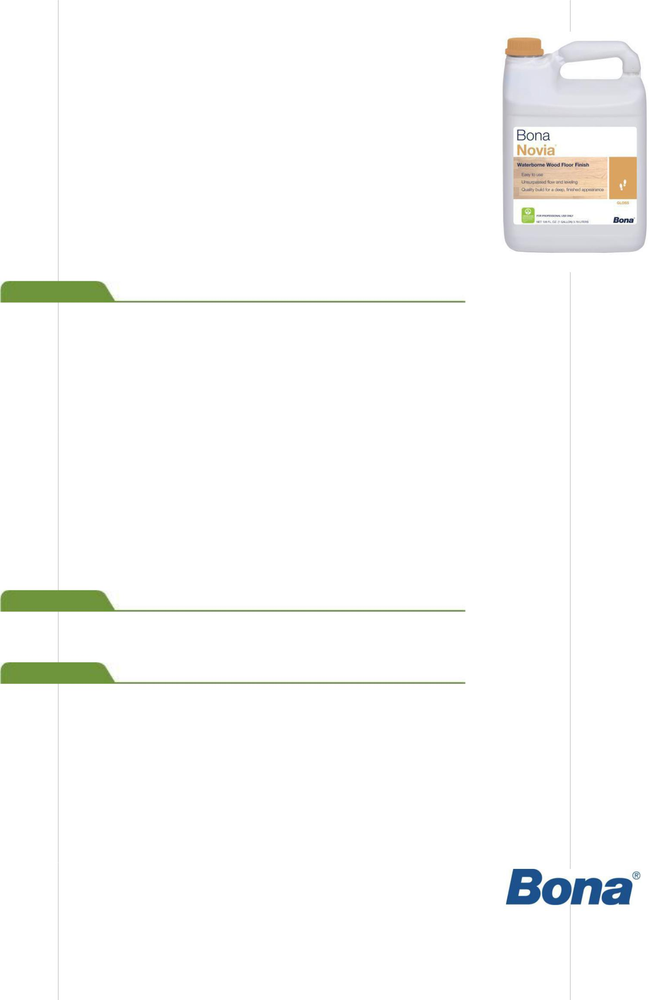 Bona
Novia®
Waterborne Wood Floor Finish
Easy to use
Unsurpassed flow and leveling
Quality build for a deep, finished appearance
GLOSS
FOR PROFESSIONAL USE ONLY
NET 128 FL. OZ. (1 GALLON) 3.79 LITERS
Bona®
Bona®